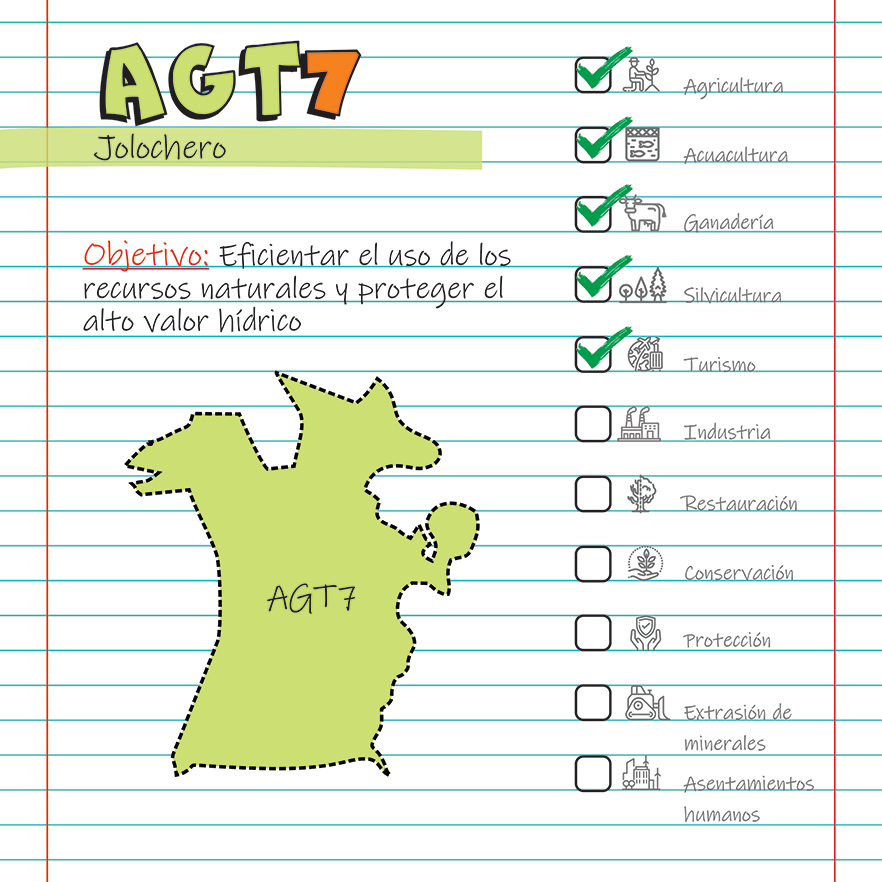 AGT7
Jolochero
Objetivo: Eficientar el uso de los
recursos naturales y proteger el
alto valor hídrico
AGT7
Agricultura
Acuacultura
Ganadería
Silvicultura
Turismo
Industria
Restauración
Conservación
Protección
Extrasión de
minerales
Asentamientos
humanos